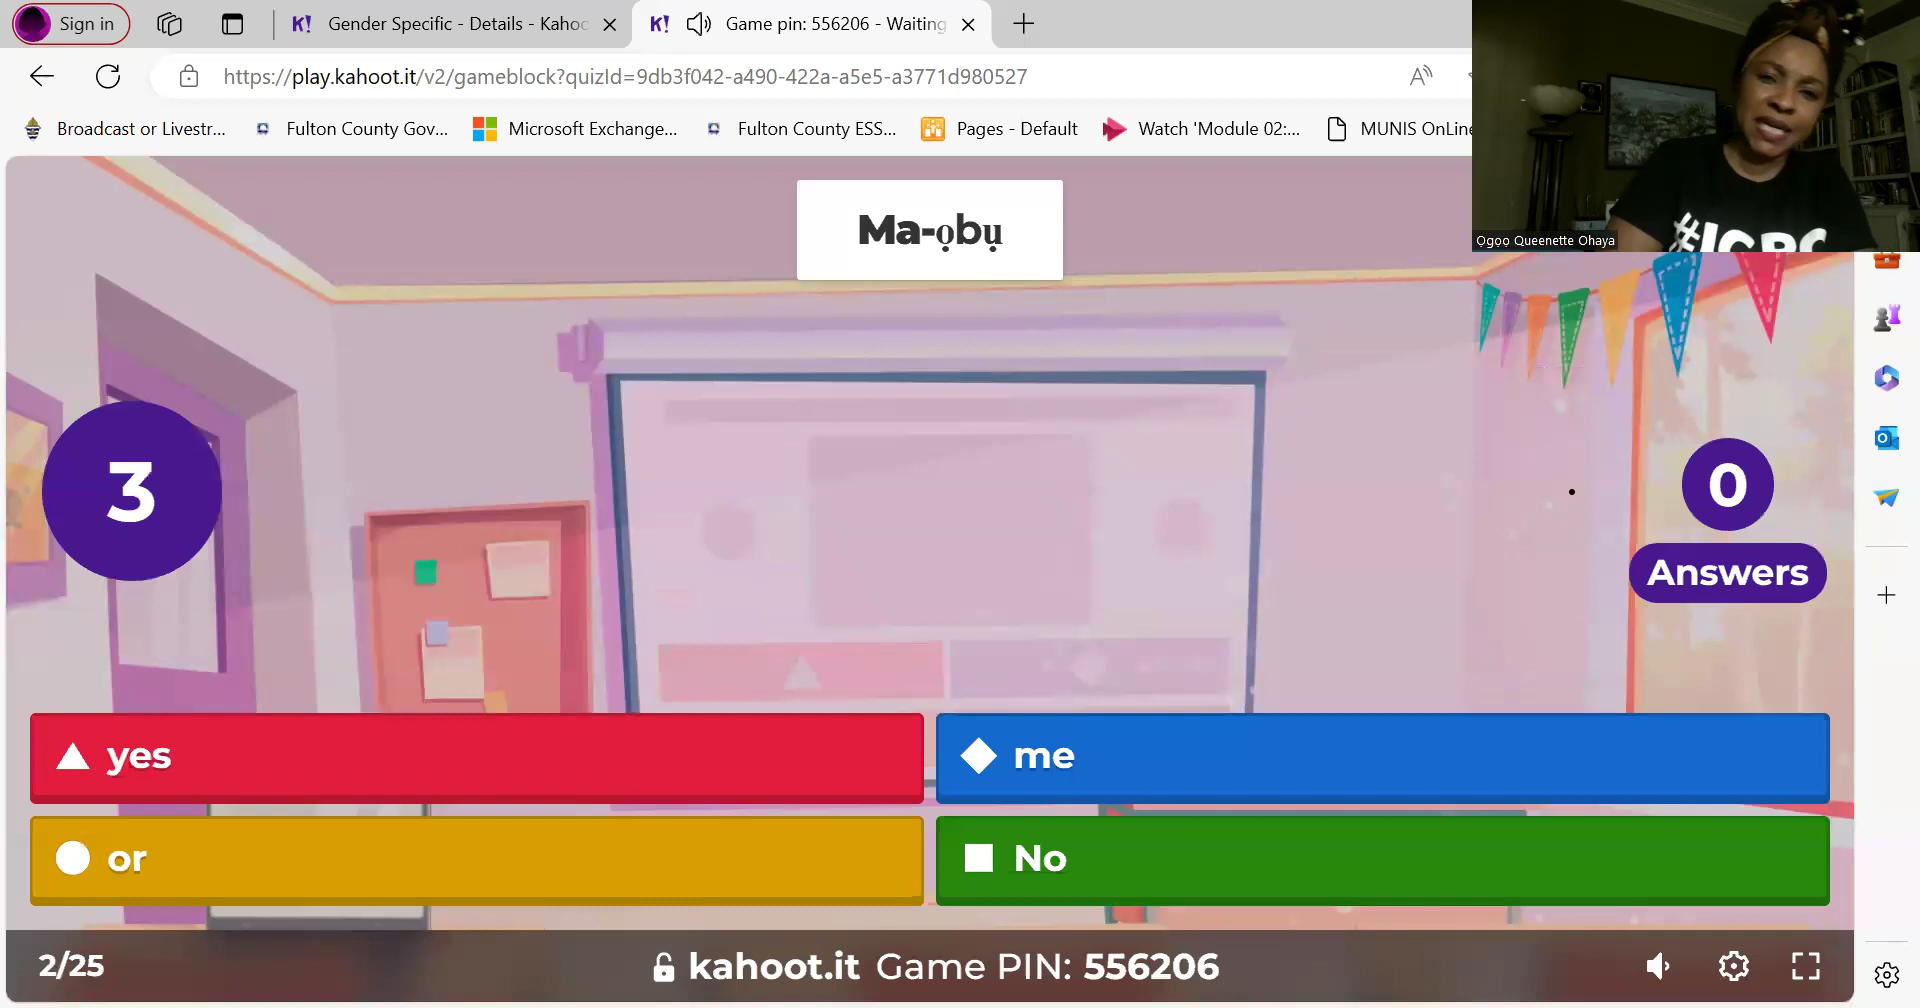 Sign in
Gender Specific - Details - Kahoo
Game pin: 556206 - Waiting
https://play.kahoot.it/v2/gameblock?quizId=9db3f042-a490-422a-a5e5-a3771d980527
Broadcast or Livestr...
Fulton County Gov...
Microsoft Exchange...
Fulton County ESS...
Pages - Default
Watch 'Module 02:...
MUNIS OnLine
Ma-ọbụ
Ọgọọ Queenette Ohaya
3
0
Answers
yes
me
or
No
2/25
kahoot.it Game PIN: 556206